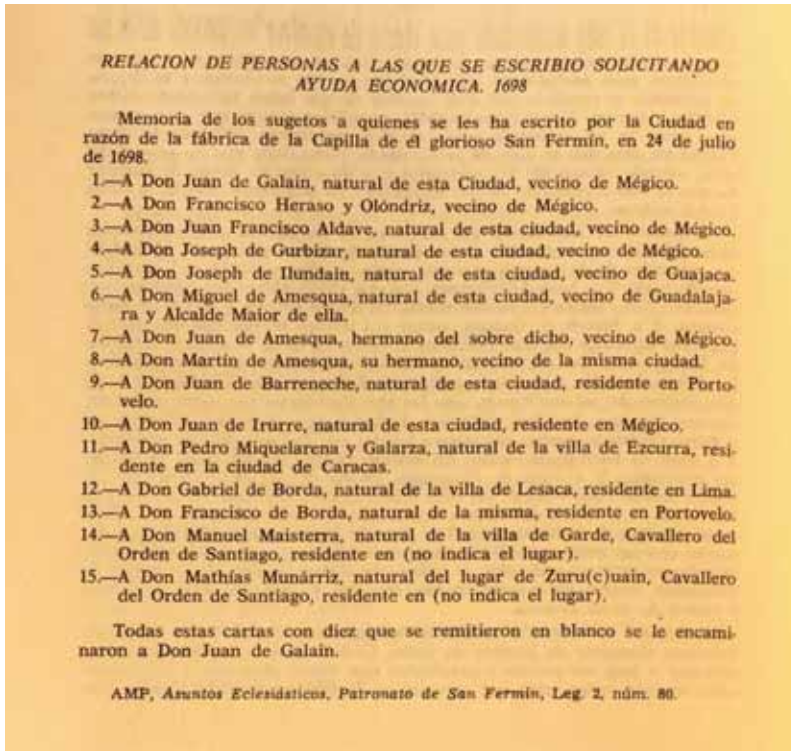 RELACION DE PERSONAS A LAS QUE SE ESCRIBIO SOLICITANDO
AYUDA ECONOMICA. 1698
Memoria de los sugetos a quienes se les ha escrito por la Ciudad en
razón de la fábrica de la Capilla de él glorioso San Fermín, en 24 de julio
de 1698.
1.—A Don Juan de Galain, natural de esta Ciudad, vecino de Mégico.
2.—A Don Francisco Heraso y Olóndriz, vecino de Mégico.
3.—A Don Juan Francisco Aldave, natural de esta ciudad, vecino de Mégico.
4.—A Don Joseph de Gurbizar, natural de esta ciudad, vecino de Mégico.
5.—A Don Joseph de Ilundain, natural de esta ciudad, vecino de Guajaca.
6.—A Don Miguel de Amesqua, natural de esta ciudad, vecino de Guadalaja-
ra y Alcalde Maior de ella.
7.—A Don Juan de Amesqua, hermano del sobre dicho, vecino de Mégico.
8.—A Don Martín de Amesqua, su hermano, vecino de la misma ciudad.
9.—A Don Juan de Barreneche, natural de esta ciudad, residente en Porto-
velo.
10.—A Don Juan de Irurre, natural de esta ciudad, residente en Mégico.
11.—A Don Pedro Miquelarena y Galarza, natural de la villa de Ezcurra, resi-
dente en la ciudad de Caracas.
12.—A Don Gabriel de Borda, natural de la villa de Lesaca, residente en Lima.
13.—A Don Francisco de Borda, natural de la misma, residente en Portovelo.
14.—A Don Manuel Maisterra, natural de la villa de Garde, Cavallero del
Orden de Santiago, residente en (no indica el lugar).
15.—A Don Mathías Munárriz, natural del lugar de Zuru(c)uain, Cavallero
del Orden de Santiago, residente en (no indica el lugar).
Todas estas cartas con diez que se remitieron en blanco se le encami-
naron a Don Juan de Galain.
AMP, Asuntos Eclesiásticos, Patronato de San Fermín, Leg. 2, núm. 80.